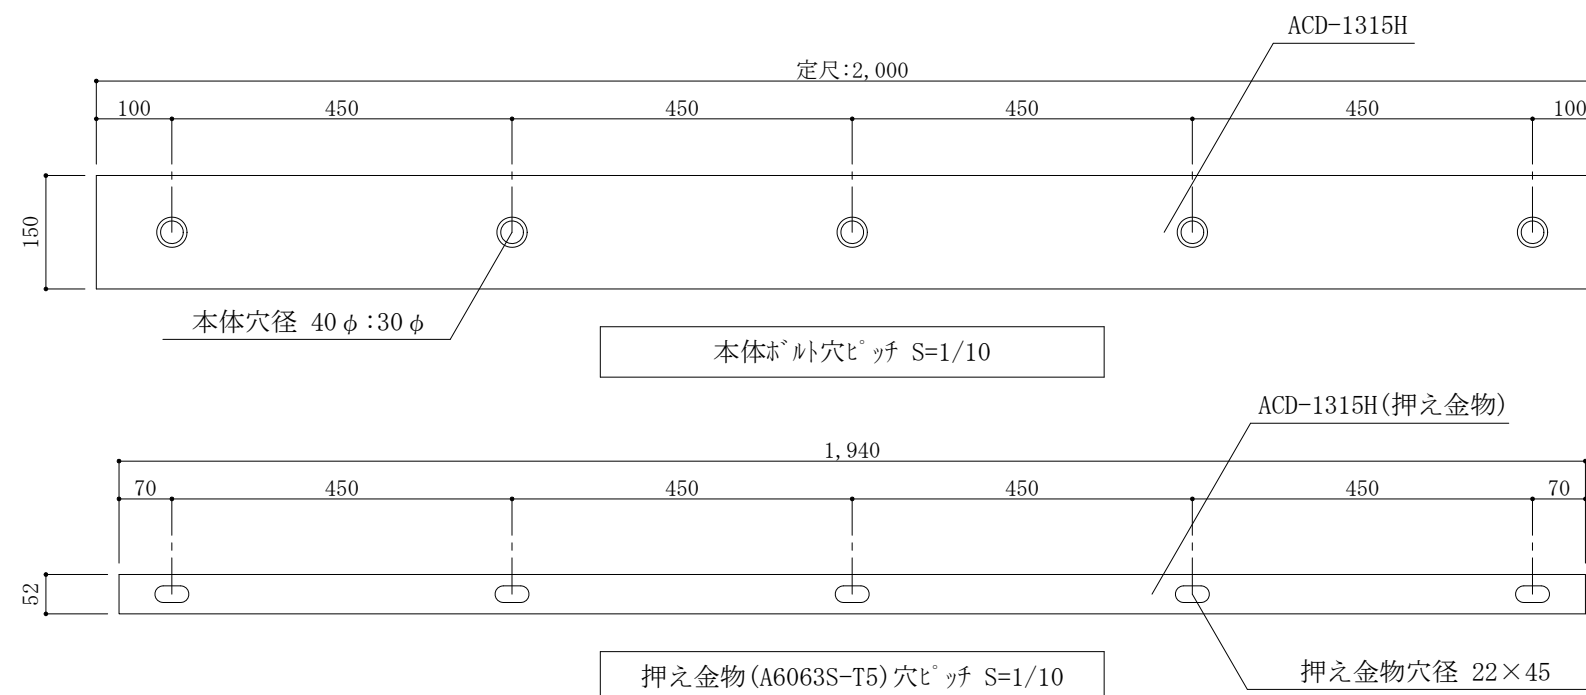 ACD-1315H
定尺:2,000
100 450 450 450 450 100
150
本体穴径 40φ:30φ
本体ﾎﾞﾙﾄ穴ﾋﾟｯﾁ S=1/10
ACD-1315H(押え金物)
1,940
70 450 450 450 450 70
52
押え金物(A6063S-T5)穴ﾋﾟｯﾁ S=1/10
押え金物穴径 22×45